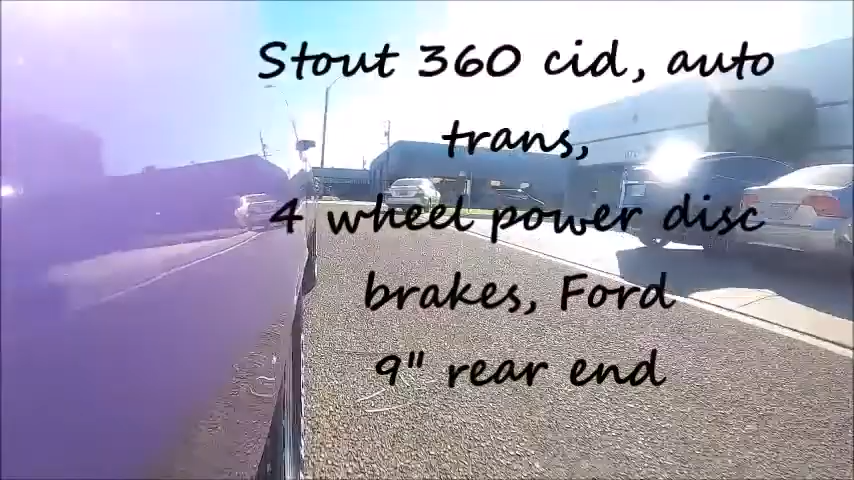 Stout 360 cid, auto
trans,
4 wheel power disc
brakes, Ford
9" rear end